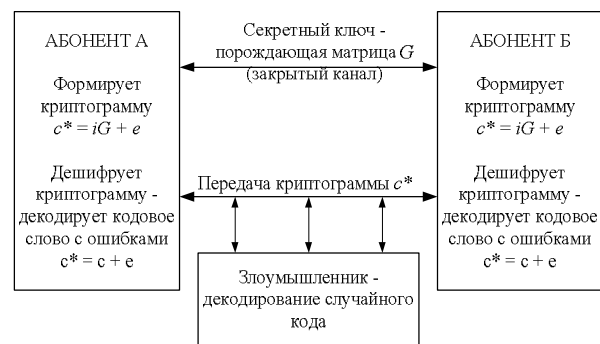 АБОНЕНТ А
Формирует
криптограмму
c* = iG + e
Дешифрует
криптограмму -
декодирует кодовое
слово с ошибками
c* = c + e
Секретный ключ -
порождающая матрица G
(закрытый канал)
Передача криптограммы c*
Злоумышленник -
декодирование случайного
кода
АБОНЕНТ Б
Формирует
криптограмму
c* = iG + e
Дешифрует
криптограмму -
декодирует кодовое
слово с ошибками
c* = c + e